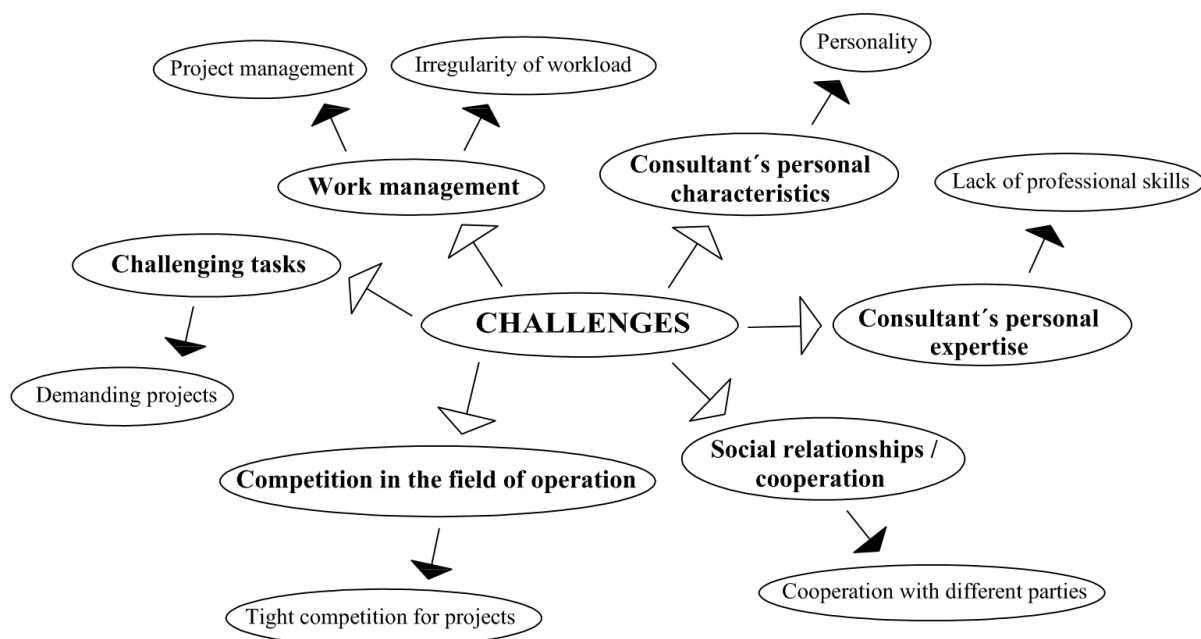 Personality
Project management
Irregularity of workload
Consultant´s personal
characteristics
Work management
Lack of professional skills
Challenging tasks
CHALLENGES
Consultant´s personal
expertise
Demanding projects
Social relationships /
cooperation
Competition in the field of operation
Cooperation with different parties
Tight competition for projects